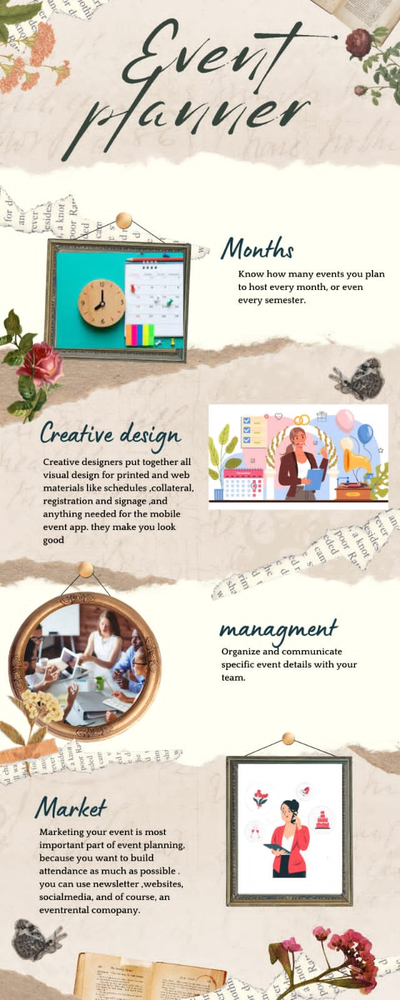 Event
planner
Months
Know how many events you plan
to host every month, or even
every semester.
Creative design
Creative designers put together all
visual design for printed and web
materials like schedules ,collateral,
registration and signage ,and
anything needed for the mobile
event app. they make you look
good
managment
Organize and communicate
specific event details with your
team.
Market
Marketing your event is most
important part of event planning,
because you want to build
attendance as much as possible .
you can use newsletter ,websites,
socialmedia, and of course, an
eventrental comopany.